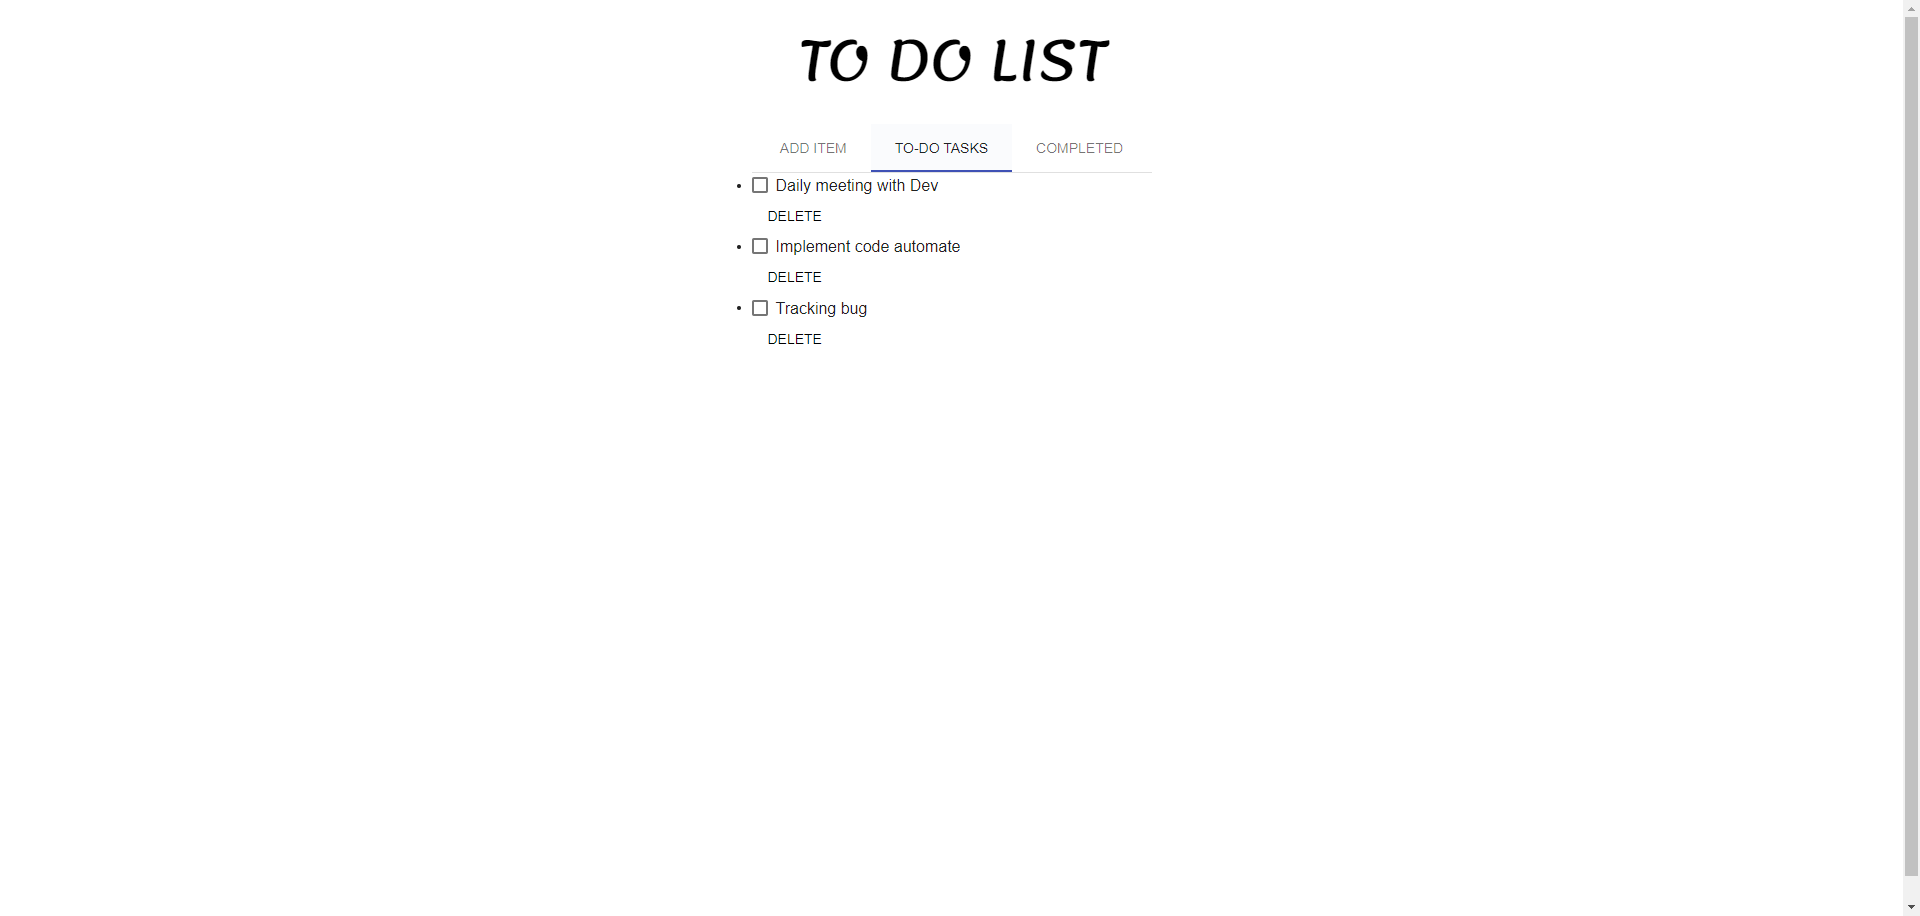 TO DO LIST
ADD ITEM TO-DO TASKS COMPLETED
Daily meeting with Dev
DELETE
Implement code automate
DELETE
Tracking bug
DELETE